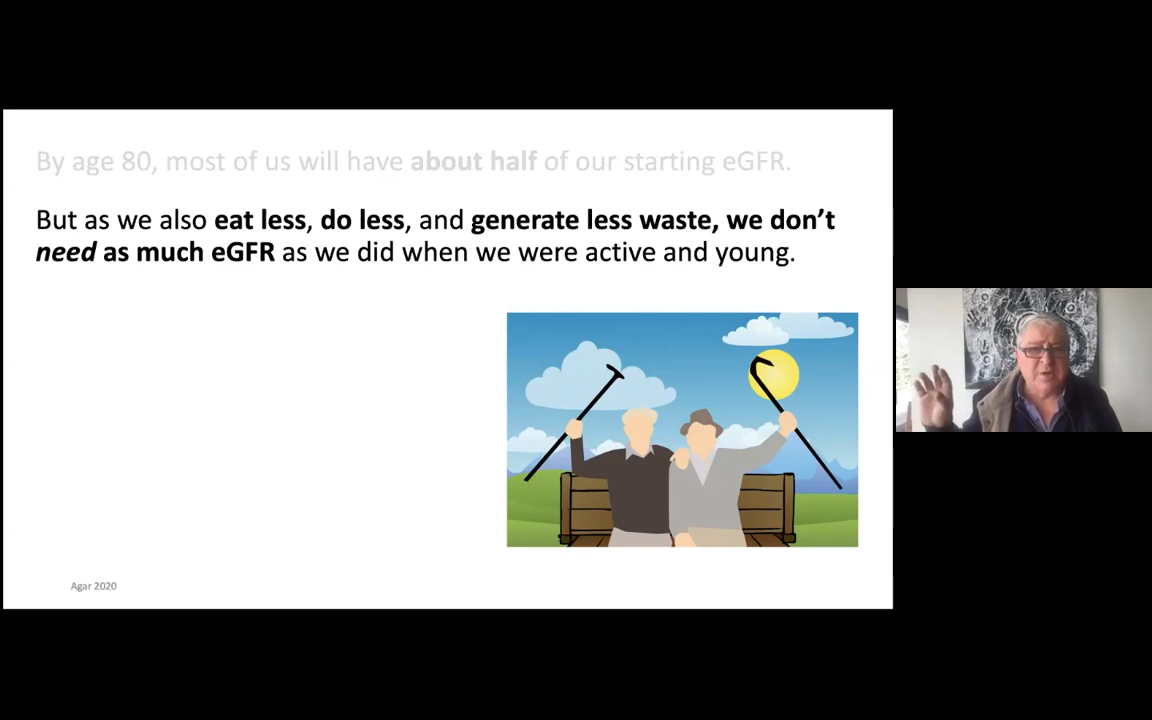 By age 80, most of us will have about half of our starting eGFR.
But as we also eat less, do less, and generate less waste, we don’t
need as much eGFR as we did when we were active and young.
Agar 2020